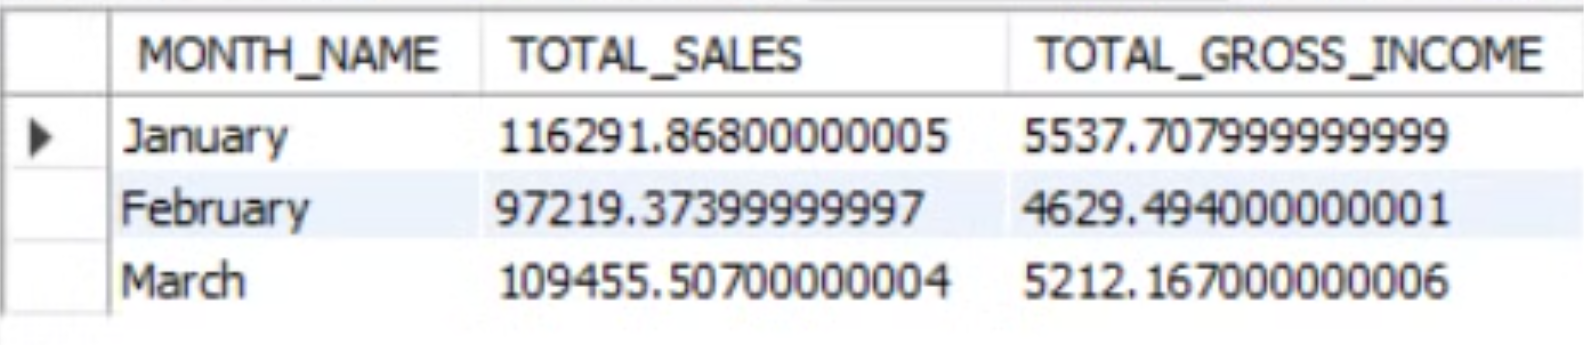 MONTH_NAME TOTAL_SALES TOTAL_GROSS_INCOME
January 116291.86800000005 5537.707999999999
February 97219.37399999997 4629.494000000001
March 109455.50700000004 5212.167000000006